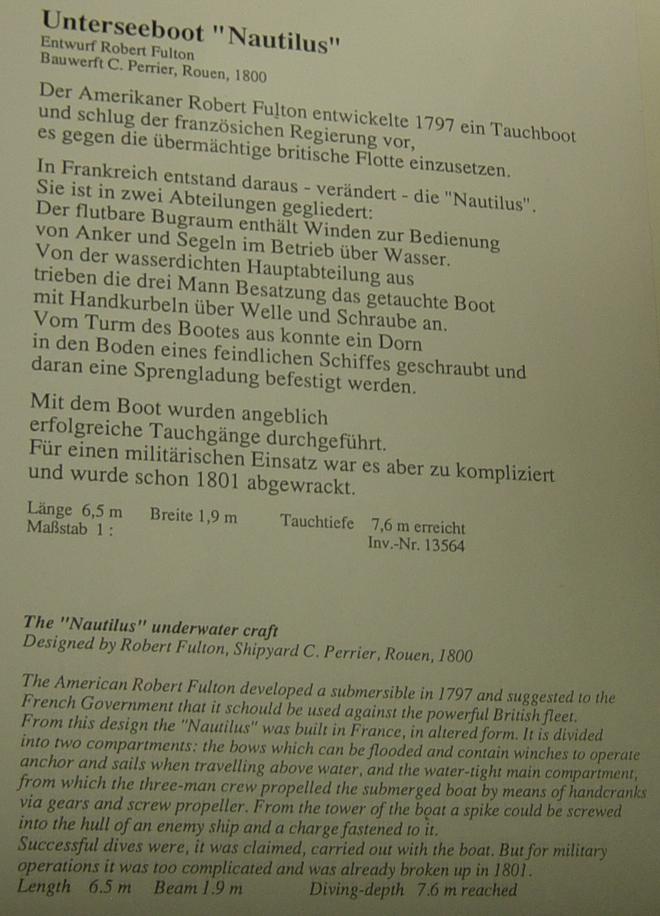 Unterseeboot "Nautilus"
Entwurf Robert Fulton
Bauwerft C. Perrier, Rouen, 1800
Der Amerikaner Robert Fulton entwickelte 1797 ein Tauchboot
und schlug der französichen Regierung vor,
es gegen die übermächtige britische Flotte einzusetzen.
In Frankreich entstand daraus - verändert - die "Nautilus".
Sie ist in zwei Abteilungen gegliedert:
Der flutbare Bugraum enthält Winden zur Bedienung
von Anker und Segeln im Betrieb über Wasser.
Von der wasserdichten Hauptabteilung aus
trieben die drei Mann Besatzung das getauchte Boot
mit Handkurbeln über Welle und Schraube an.
Vom Turm des Bootes aus konnte ein Dorn
in den Boden eines feindlichen Schiffes geschraubt und
daran eine Sprengladung befestigt werden.
Mit dem Boot wurden angeblich
erfolgreiche Tauchgänge durchgeführt.
Für einen militärischen Einsatz war es aber zu kompliziert
und wurde schon 1801 abgewrackt.
Länge 6,5 m Breite 1,9 m Tauchtiefe 7,6 m erreicht
Maßstab 1 : Inv.-Nr. 13564
The "Nautilus" underwater craft
Designed by Robert Fulton, Shipyard C. Perrier, Rouen, 1800
The American Robert Fulton developed a submersible in 1797 and suggested to the
French Government that it schould be used against the powerful British fleet.
From this design the "Nautilus" was built in France, in altered form. It is divided
into two compartments: the bows which can be flooded and contain winches to operate
anchor and sails when travelling above water, and the water-tight main compartment,
from which the three-man crew propelled the submerged boat by means of handcranks
via gears and screw propeller. From the tower of the boat a spike could be screwed
into the hull of an enemy ship and a charge fastened to it.
Successful dives were, it was claimed, carried out with the boat. But for military
operations it was too complicated and was already broken up in 1801.
Length 6.5 m Beam 1.9 m Diving-depth 7.6 m reached